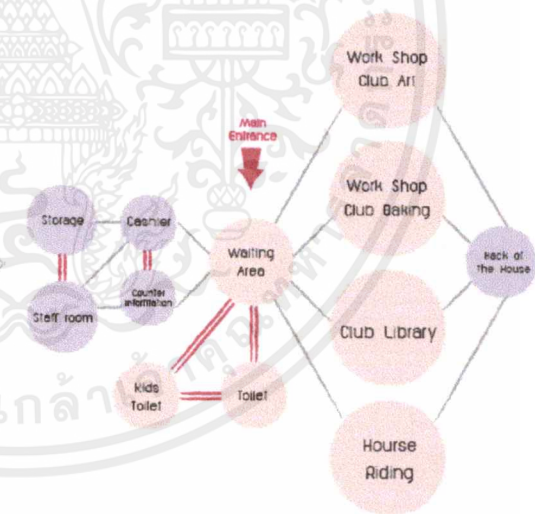 Work Shop
Club Art
Main
Entrance
Work Shop
Club Baking
Storage
Cashier
Waiting
Area
Back of
the House
Counter
Information
Staff room
Club Library
Kids
Toilet
Toilet
Hourse
Riding